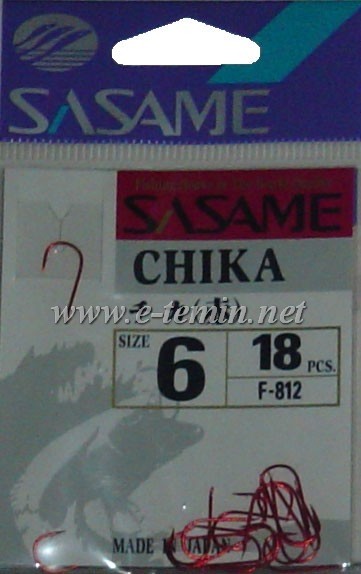 SASAME
SASAME
CHIKA
www.e-temin.net
SIZE
6
18 PCS.
F-812
MADE IN JAPAN